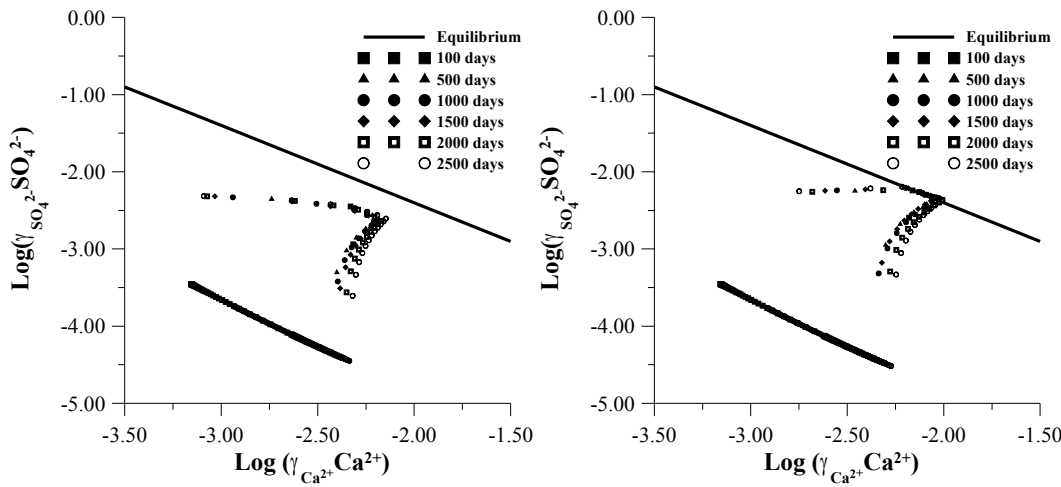 0.00
-1.00
-2.00
-3.00
-4.00
-5.00
-3.50 -3.00 -2.50 -2.00 -1.50
Log(γSO₄²⁻SO₄²⁻)
Log (γCa²⁺Ca²⁺)
Equilibrium
100 days
500 days
1000 days
1500 days
2000 days
2500 days
0.00
-1.00
-2.00
-3.00
-4.00
-5.00
-3.50 -3.00 -2.50 -2.00 -1.50
Log(γSO₄²⁻SO₄²⁻)
Log (γCa²⁺Ca²⁺)
Equilibrium
100 days
500 days
1000 days
1500 days
2000 days
2500 days